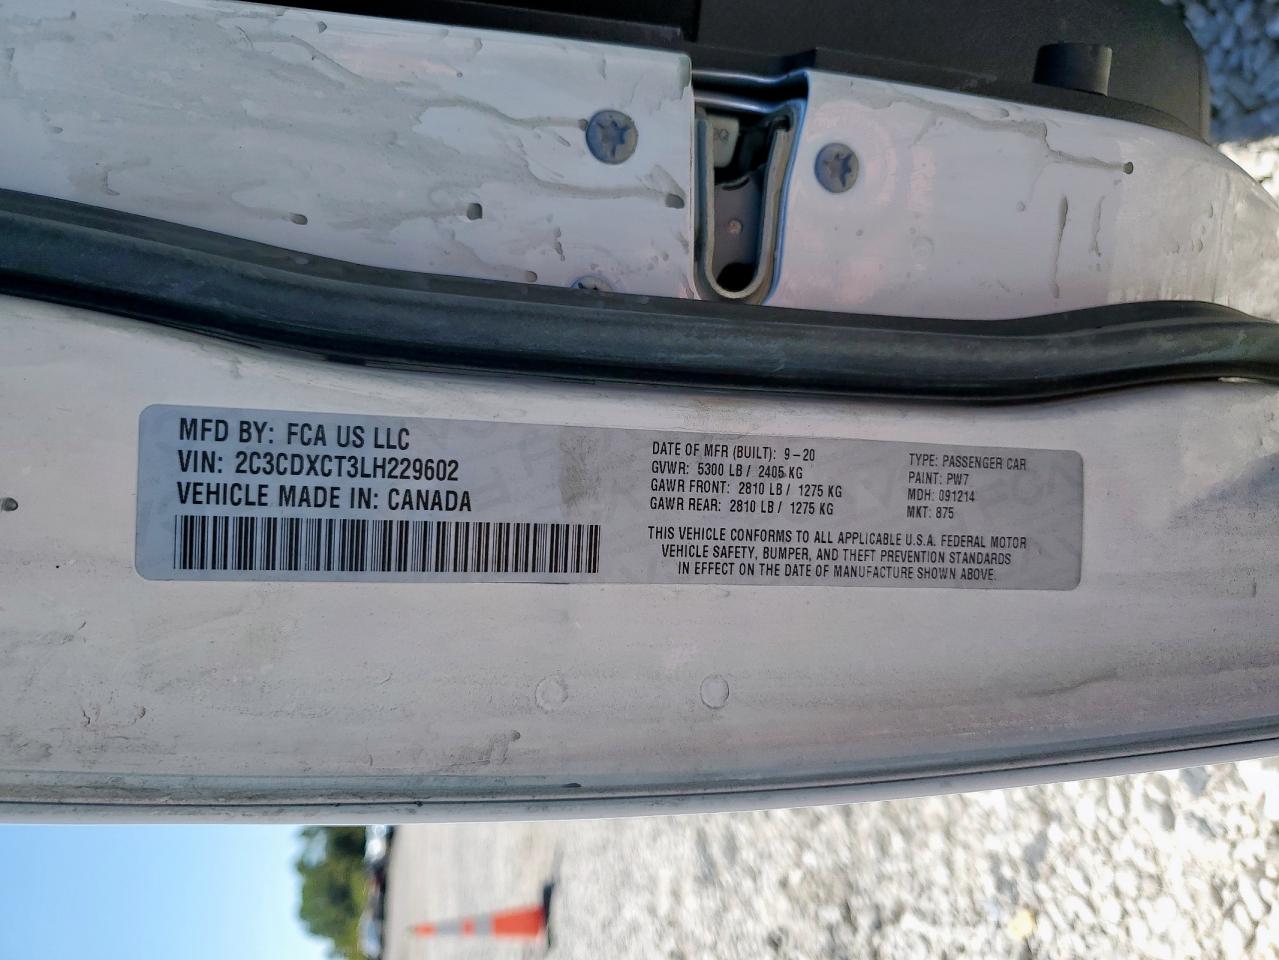 MFD BY: FCA US LLC
VIN: 2C3CDXCT3LH229602
VEHICLE MADE IN: CANADA
DATE OF MFR (BUILT): 9-20
GVWR: 5300 LB / 2405 KG
GAWR FRONT: 2810 LB / 1275 KG
GAWR REAR: 2810 LB / 1275 KG
TYPE: PASSENGER CAR
PAINT: PW7
MDH: 091214
MKT: 875
THIS VEHICLE CONFORMS TO ALL APPLICABLE U.S.A. FEDERAL MOTOR
VEHICLE SAFETY, BUMPER, AND THEFT PREVENTION STANDARDS
IN EFFECT ON THE DATE OF MANUFACTURE SHOWN ABOVE.